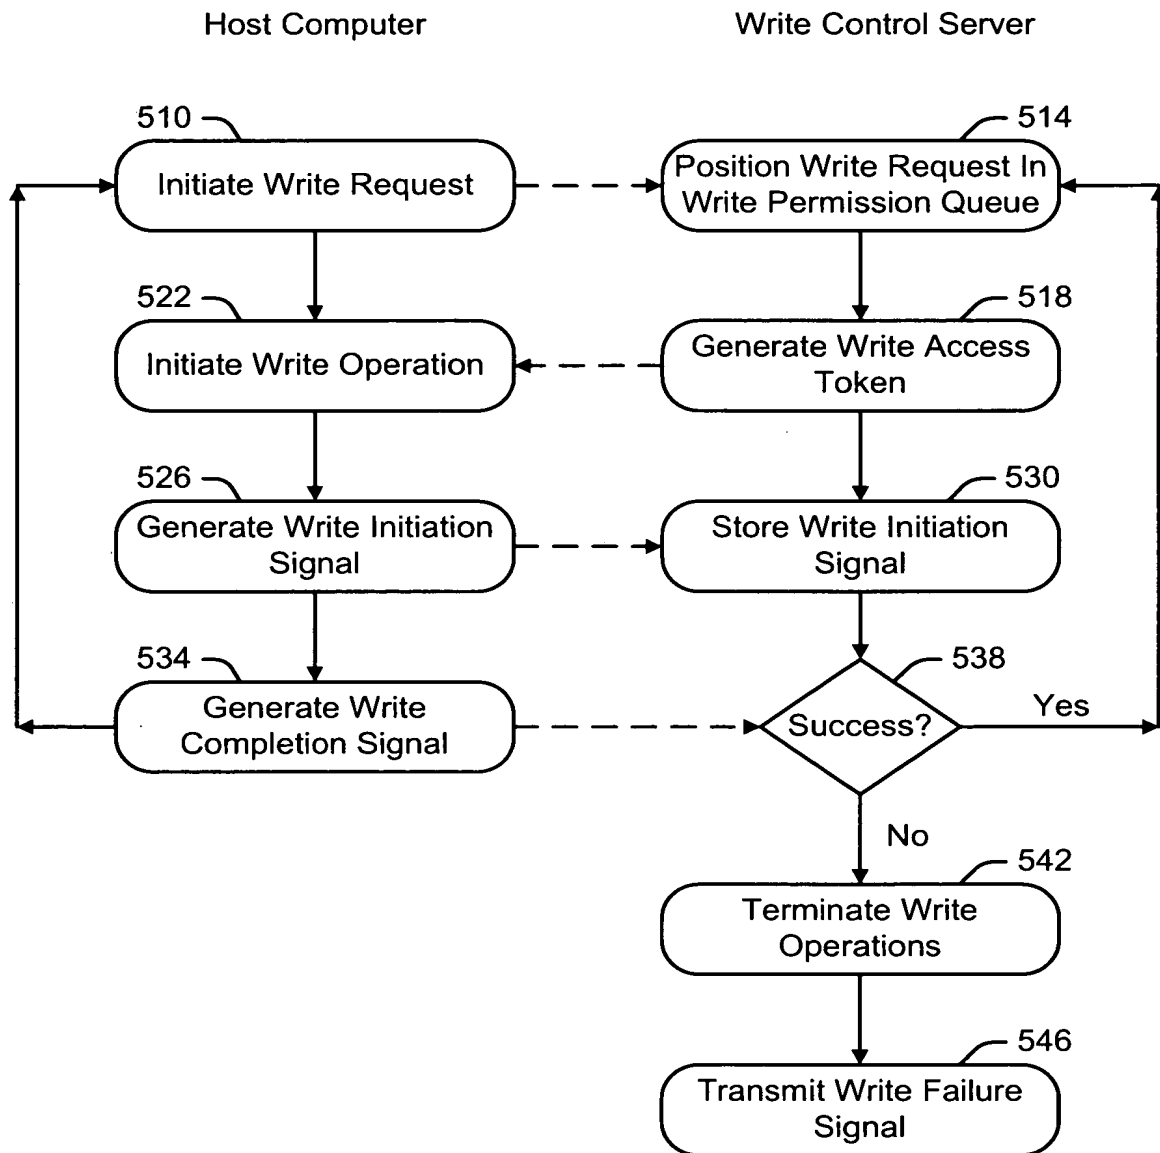 Host Computer
Write Control Server
510
514
Initiate Write Request
Position Write Request In
Write Permission Queue
522
518
Initiate Write Operation
Generate Write Access
Token
526
530
Generate Write Initiation
Signal
Store Write Initiation
Signal
534
538
Generate Write
Completion Signal
Success?
Yes
No
542
Terminate Write
Operations
546
Transmit Write Failure
Signal